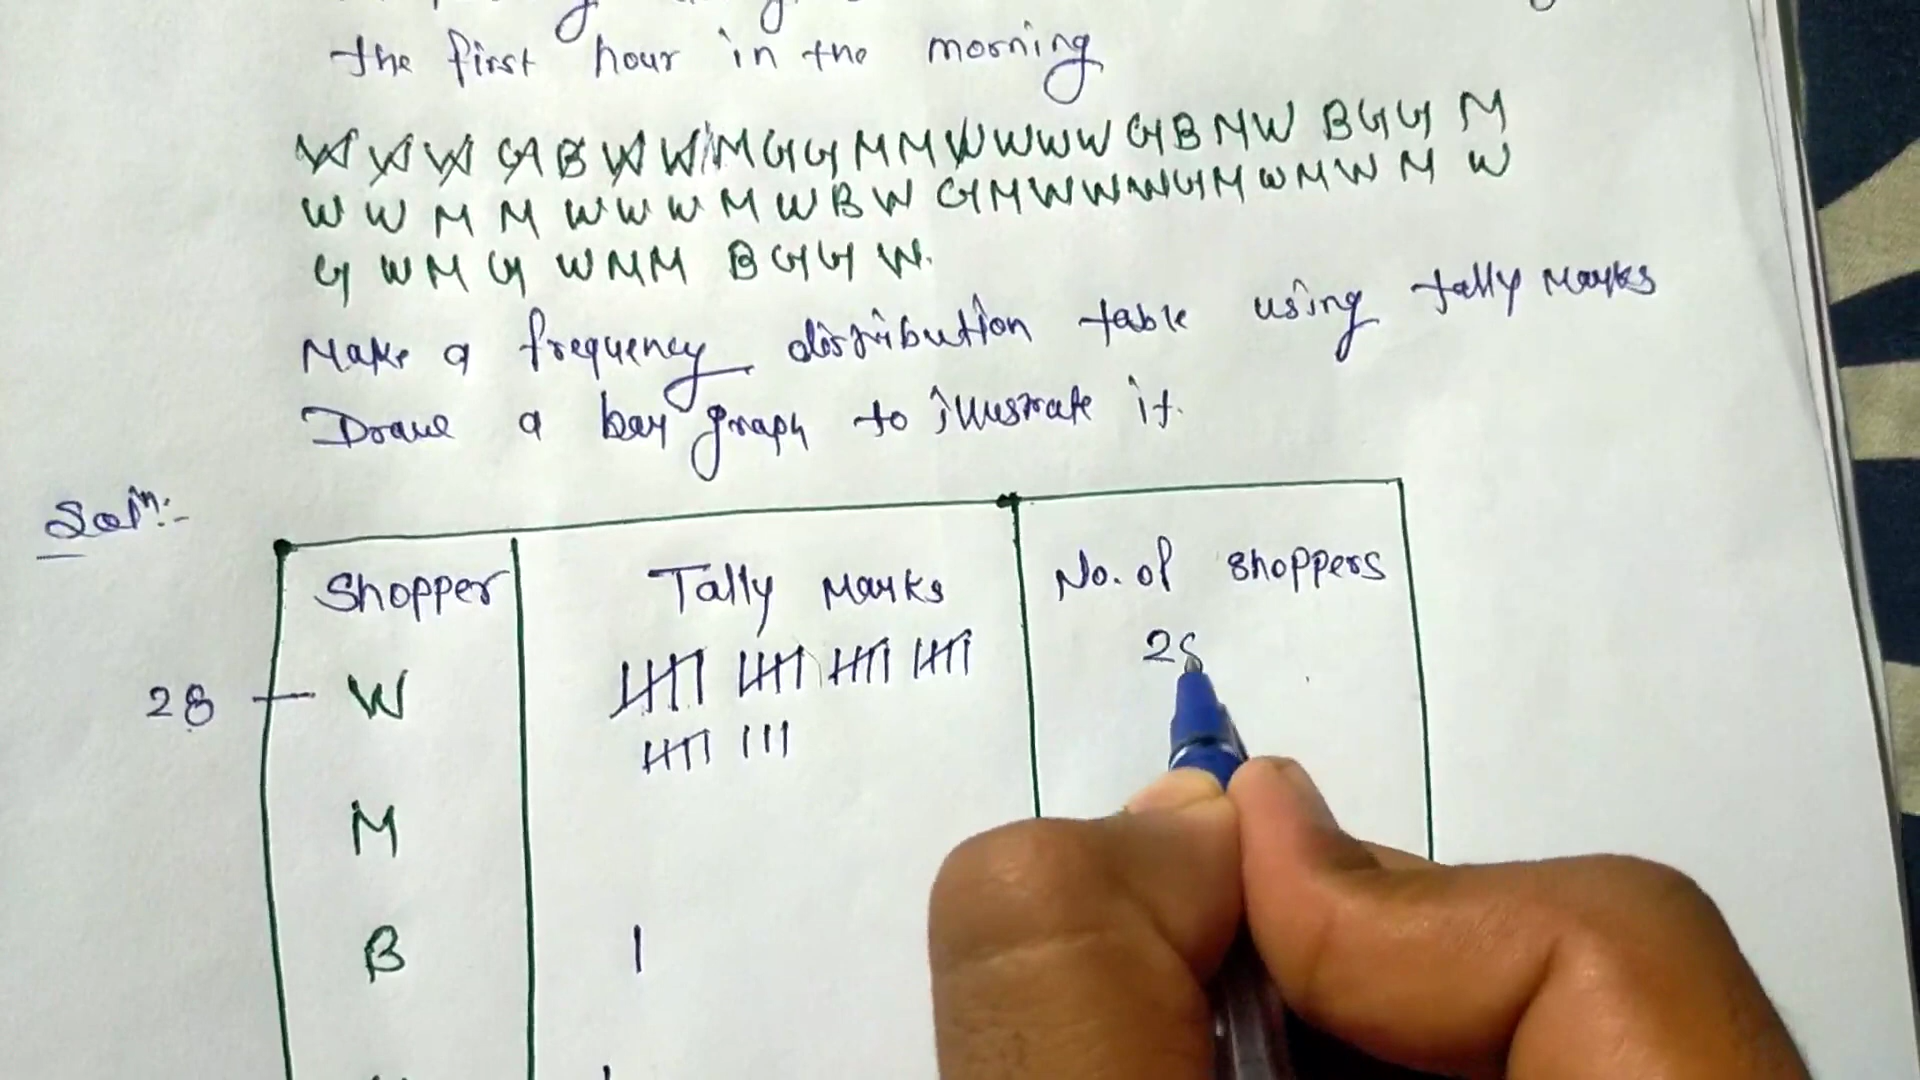 the first hour in the morning
W W W G B W W M G G M M W W W W G B M W B G G M
W W M M W W W M W B W G M W W W W G M W M W M W
G W M G W M M B G G W.
Make a frequency distribution table using tally Marks
Draw a bar graph to illustrate it.
Soln:-
Shopper Tally Marks No. of shoppers
28 W 28
M
B